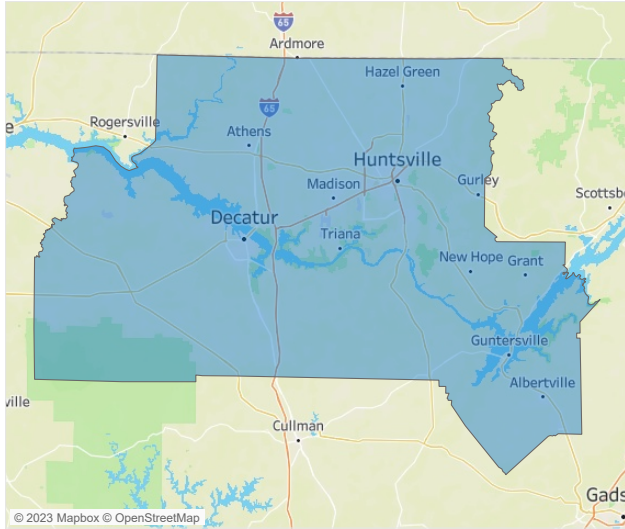 65
Ardmore
Hazel Green
65
Rogersville
Athens
e
Huntsville
Madison
Gurley
Scottsb
Decatur
Triana
New Hope
Grant
Guntersville
Albertville
ville
Cullman
Gads
© 2023 Mapbox © OpenStreetMap